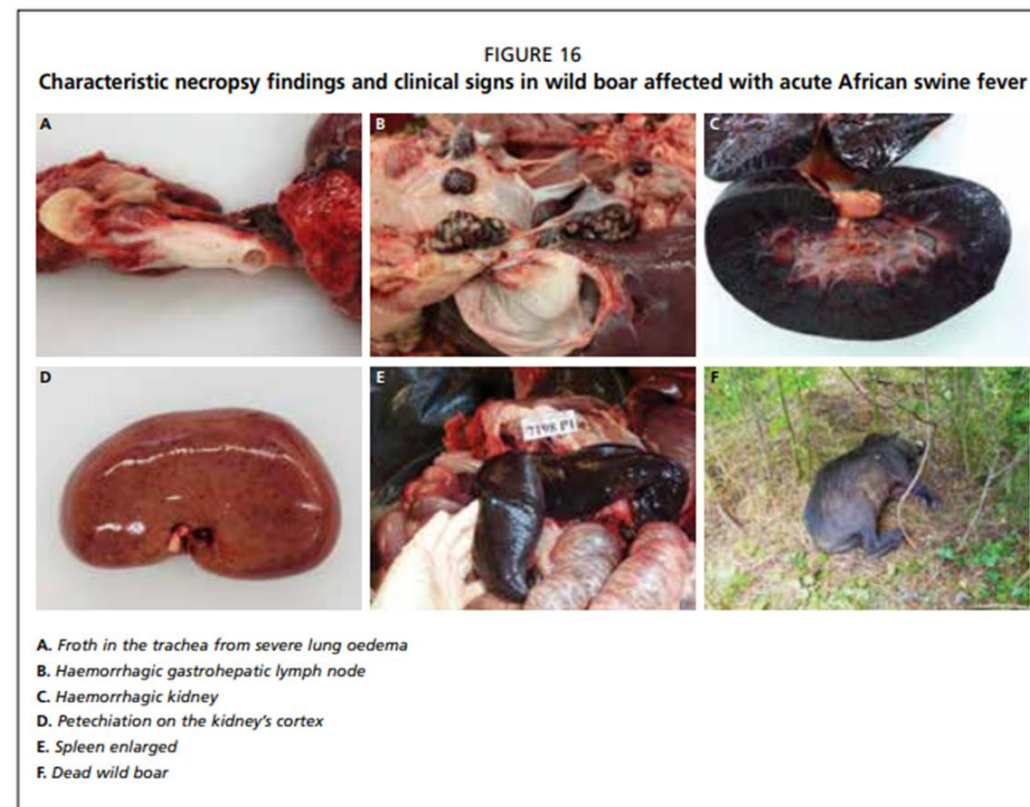 FIGURE 16
Characteristic necropsy findings and clinical signs in wild boar affected with acute African swine fever
A
B
C
D
E
7198 P1
F
A. Froth in the trachea from severe lung oedema
B. Haemorrhagic gastrohepatic lymph node
C. Haemorrhagic kidney
D. Petechiation on the kidney's cortex
E. Spleen enlarged
F. Dead wild boar